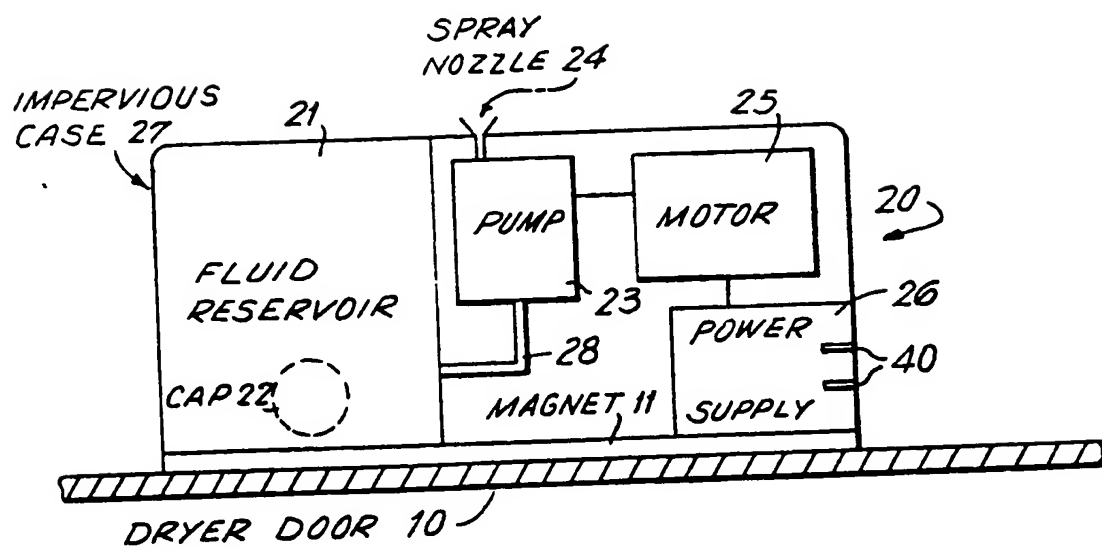 SPRAY
NOZZLE 24
IMPERVIOUS
CASE 27
21
25
20
PUMP
MOTOR
FLUID
RESERVOIR
23
26
POWER
28
40
CAP 22
MAGNET 11
SUPPLY
DRYER DOOR 10